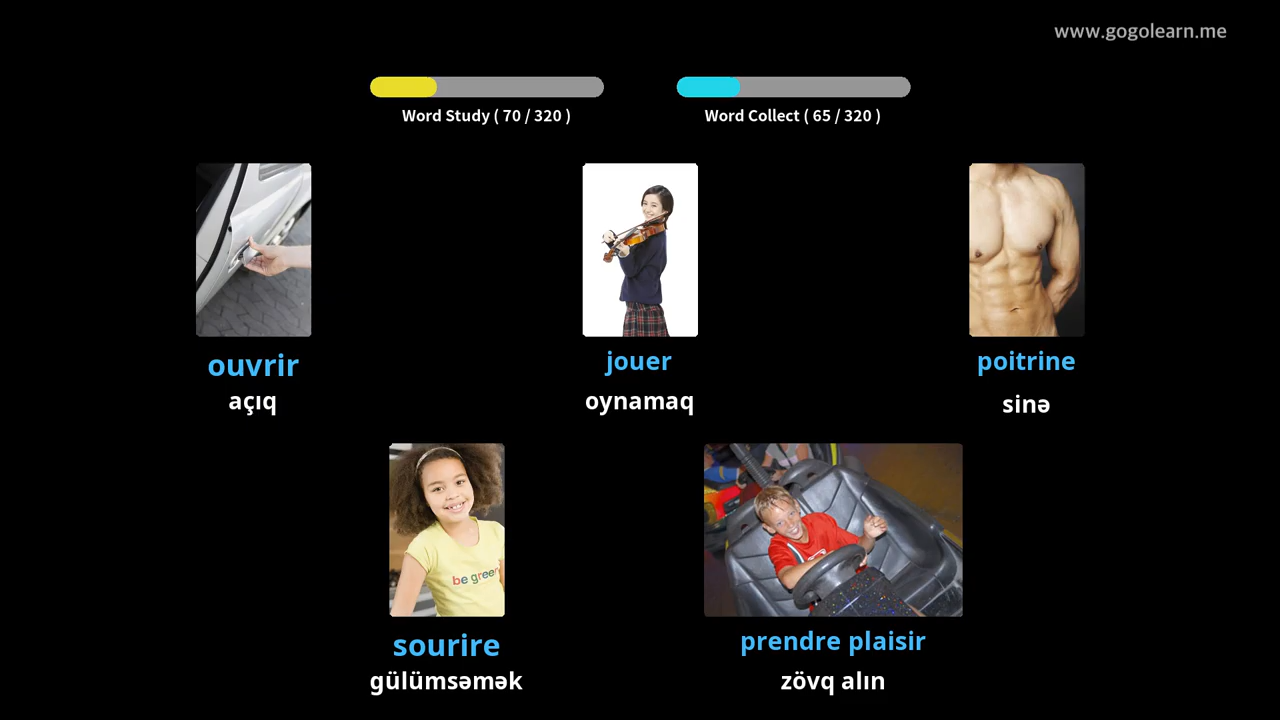 www.gogolearn.me
Word Study ( 70 / 320 )
Word Collect ( 65 / 320 )
ouvrir
açıq
jouer
oynamaq
poitrine
sinə
be green
sourire
gülümsəmək
prendre plaisir
zövq alın